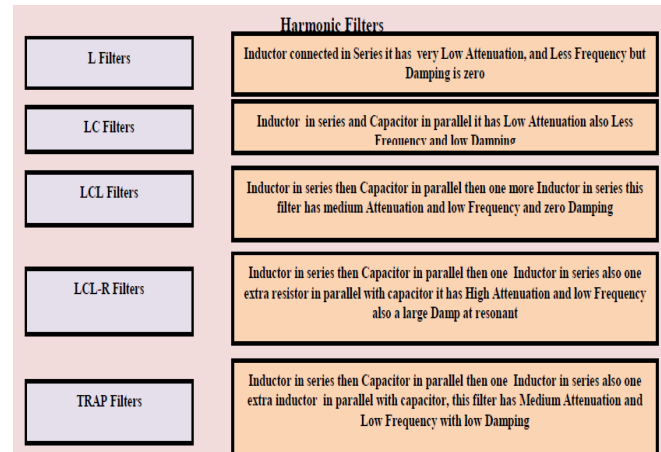 Harmonic Filters
L Filters
Inductor connected in Series it has very Low Attenuation, and Less Frequency but
Damping is zero
LC Filters
Inductor in series and Capacitor in parallel it has Low Attenuation also Less
Frequency and low Damping
LCL Filters
Inductor in series then Capacitor in parallel then one more Inductor in series this
filter has medium Attenuation and low Frequency and zero Damping
LCL-R Filters
Inductor in series then Capacitor in parallel then one Inductor in series also one
extra resistor in parallel with capacitor it has High Attenuation and low Frequency
also a large Damp at resonant
TRAP Filters
Inductor in series then Capacitor in parallel then one Inductor in series also one
extra inductor in parallel with capacitor, this filter has Medium Attenuation and
Low Frequency with low Damping